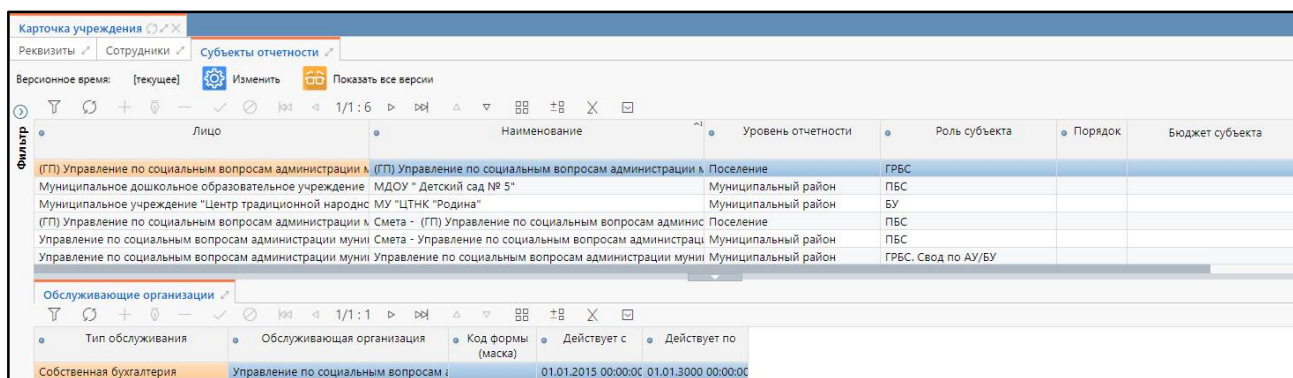 Карточка учреждения
Реквизиты Сотрудники Субъекты отчетности
Версионное время: [текущее] Изменить Показать все версии
1/1 : 6
Фильтр
Лицо Наименование Уровень отчетности Роль субъекта Порядок Бюджет субъекта
(ГП) Управление по социальным вопросам администрации м (ГП) Управление по социальным вопросам администрации м Поселение ГРБС
Муниципальное дошкольное образовательное учреждение МДОУ " Детский сад № 5" Муниципальный район ПБС
Муниципальное учреждение "Центр традиционной народно МУ "ЦТНК "Родина" Муниципальный район БУ
(ГП) Управление по социальным вопросам администрации м Смета - (ГП) Управление по социальным вопросам админис Поселение ПБС
Управление по социальным вопросам администрации муни Смета - Управление по социальным вопросам администрац Муниципальный район ПБС
Управление по социальным вопросам администрации муни Управление по социальным вопросам администрации муни Муниципальный район ГРБС. Свод по АУ/БУ
Обслуживающие организации
1/1 : 1
Тип обслуживания Обслуживающая организация Код формы (маска) Действует с Действует по
Собственная бухгалтерия Управление по социальным вопросам а 01.01.2015 00:00:00 01.01.3000 00:00:00